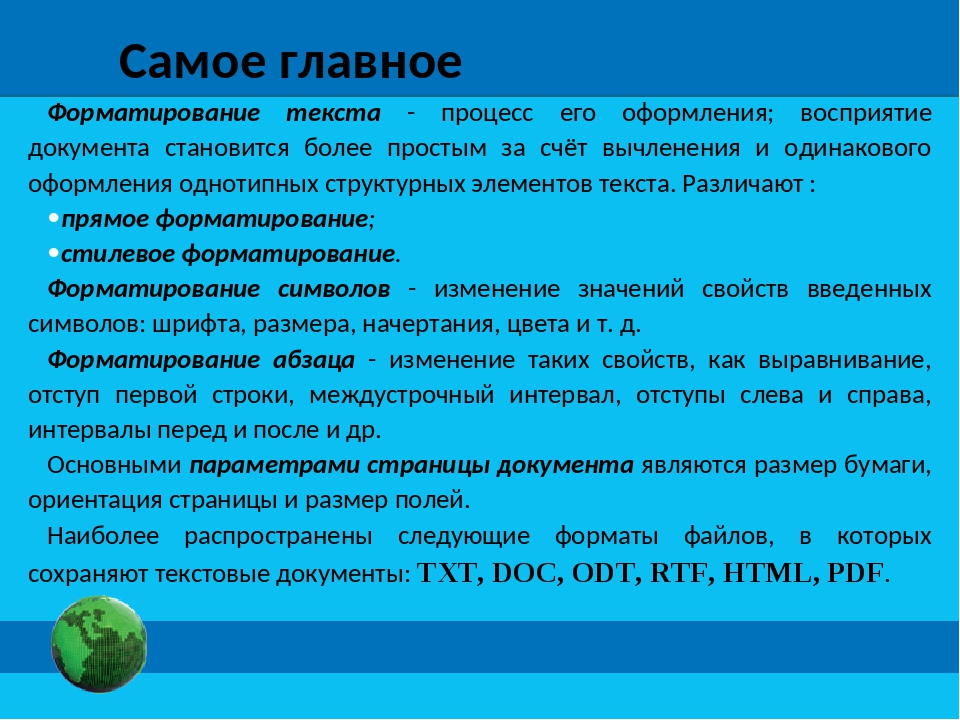 Самое главное
Форматирование текста - процесс его оформления; восприятие
документа становится более простым за счёт вычленения и одинакового
оформления однотипных структурных элементов текста. Различают :
•прямое форматирование;
•стилевое форматирование.
Форматирование символов - изменение значений свойств введенных
символов: шрифта, размера, начертания, цвета и т. д.
Форматирование абзаца - изменение таких свойств, как выравнивание,
отступ первой строки, междустрочный интервал, отступы слева и справа,
интервалы перед и после и др.
Основными параметрами страницы документа являются размер бумаги,
ориентация страницы и размер полей.
Наиболее распространены следующие форматы файлов, в которых
сохраняют текстовые документы: TXT, DOC, ODT, RTF, HTML, PDF.